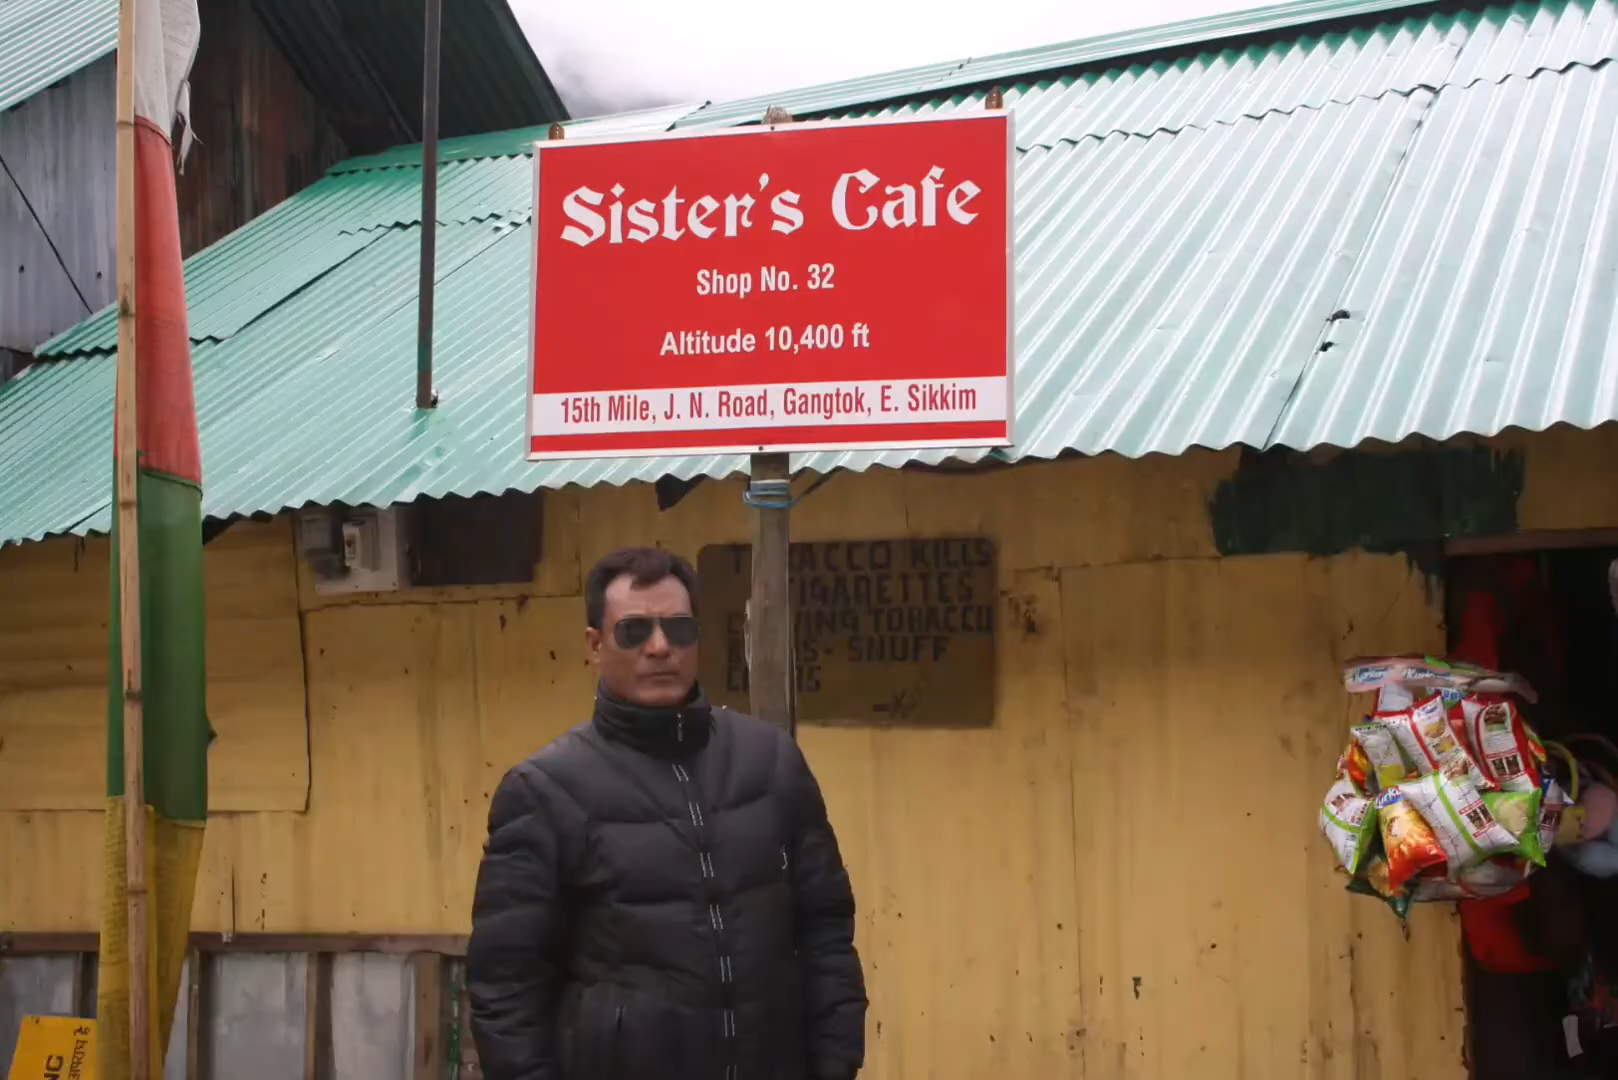 Sister's Cafe
Shop No. 32
Altitude 10,400 ft
15th Mile, J. N. Road, Gangtok, E. Sikkim
TOBACCO KILLS
CIGARETTES
TOBACCU
SNUFF